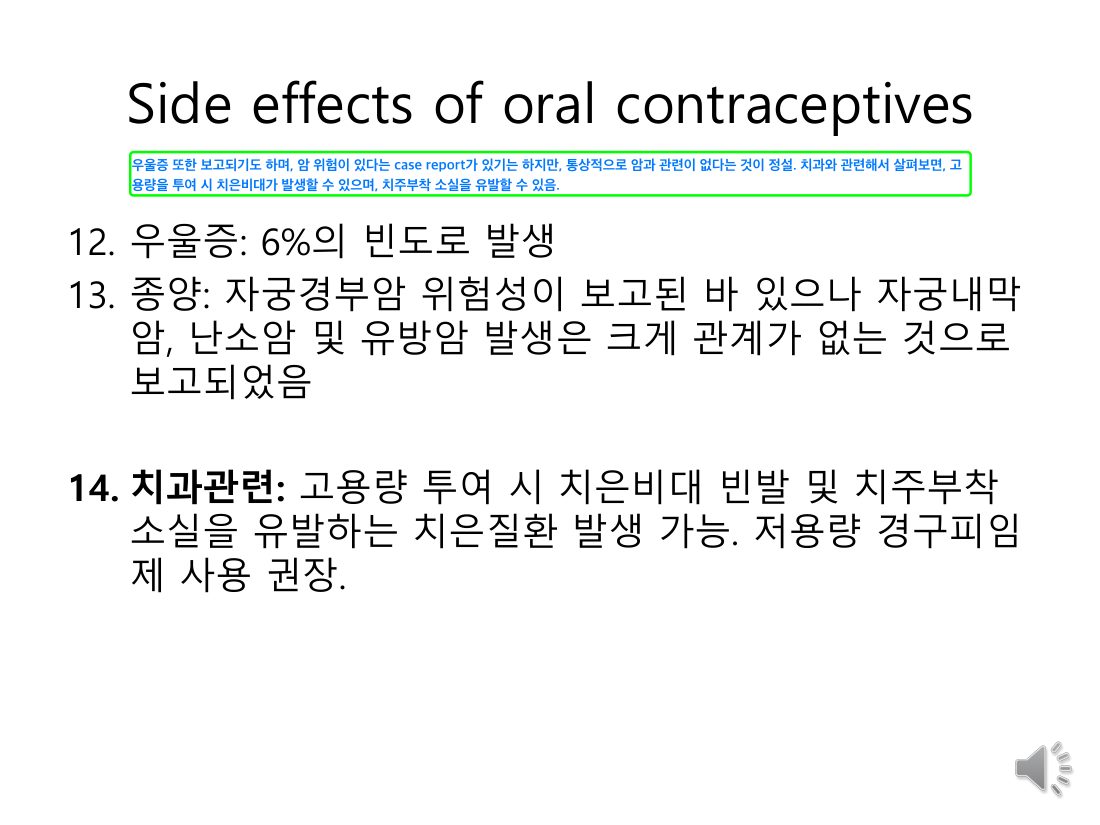 Side effects of oral contraceptives
우울증 또한 보고되기도 하며, 암 위험이 있다는 case report가 있기는 하지만, 통상적으로 암과 관련이 없다는 것이 정설. 치과와 관련해서 살펴보면, 고
용량을 투여 시 치은비대가 발생할 수 있으며, 치주부착 소실을 유발할 수 있음.
12. 우울증: 6%의 빈도로 발생
13. 종양: 자궁경부암 위험성이 보고된 바 있으나 자궁내막
암, 난소암 및 유방암 발생은 크게 관계가 없는 것으로
보고되었음
14. 치과관련: 고용량 투여 시 치은비대 빈발 및 치주부착
소실을 유발하는 치은질환 발생 가능. 저용량 경구피임
제 사용 권장.